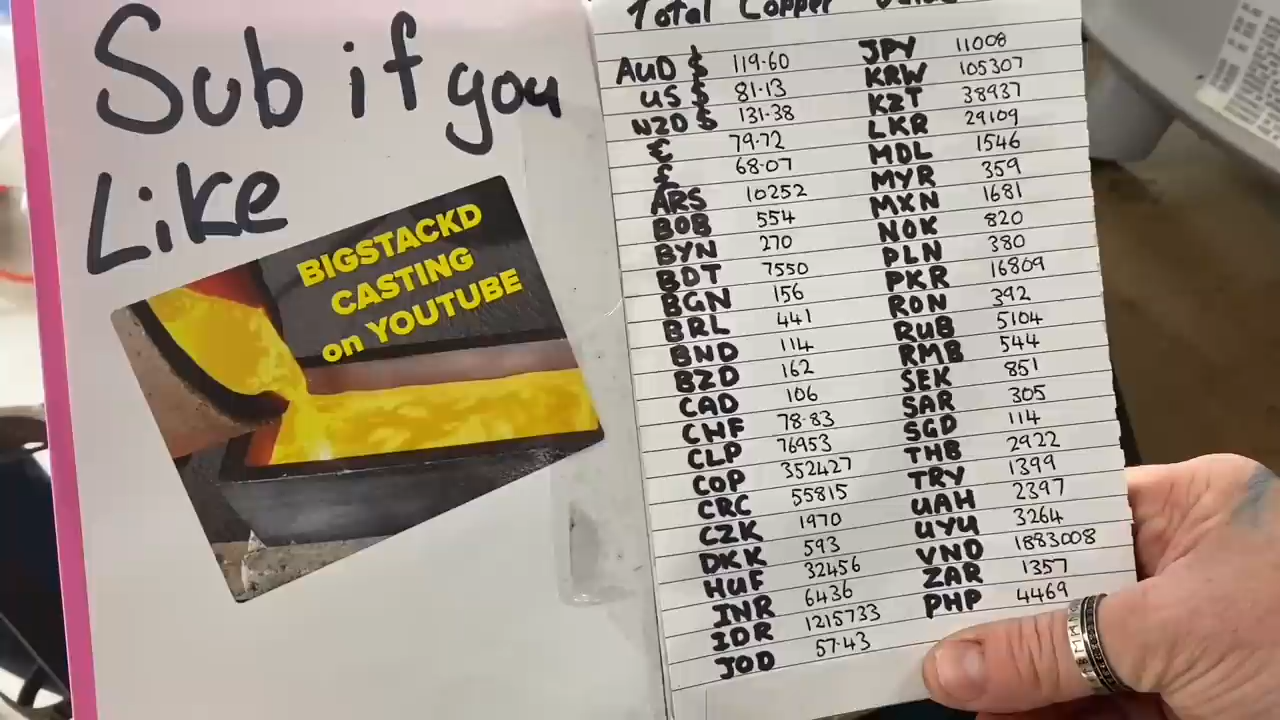 Sub if you
Like
BIGSTACKD
CASTING
on YOUTUBE
Total Copper
AUD $ 119.60
US $ 81.13
NZD $ 131.38
€ 79.72
£ 68.07
ARS 10252
BOB 554
BYN 270
BDT 7550
BGN 156
BRL 441
BND 114
BZD 162
CAD 106
CHF 78.83
CLP 76953
COP 352427
CRC 55815
CZK 1970
DKK 593
HUF 32456
INR 6436
IDR 1215733
JOD 57.43
JPY 11008
KRW 105307
KZT 38937
LKR 29109
MDL 1546
MYR 359
MXN 1681
NOK 820
PLN 380
PKR 16809
RON 392
RUB 5104
RMB 544
SEK 851
SAR 305
SGD 114
THB 2922
TRY 1399
UAH 2397
UYU 3264
VND 1883008
ZAR 1357
PHP 4469